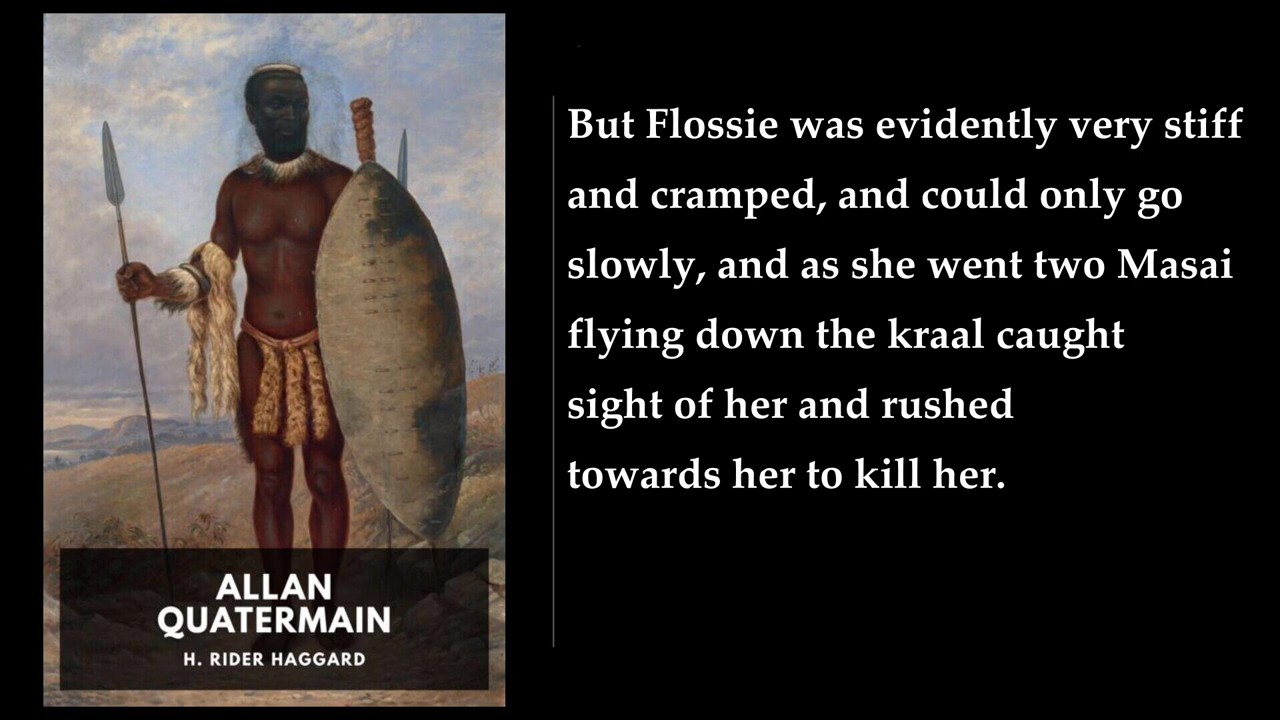 ALLAN
QUATERMAIN
H. RIDER HAGGARD
But Flossie was evidently very stiff
and cramped, and could only go
slowly, and as she went two Masai
flying down the kraal caught
sight of her and rushed
towards her to kill her.